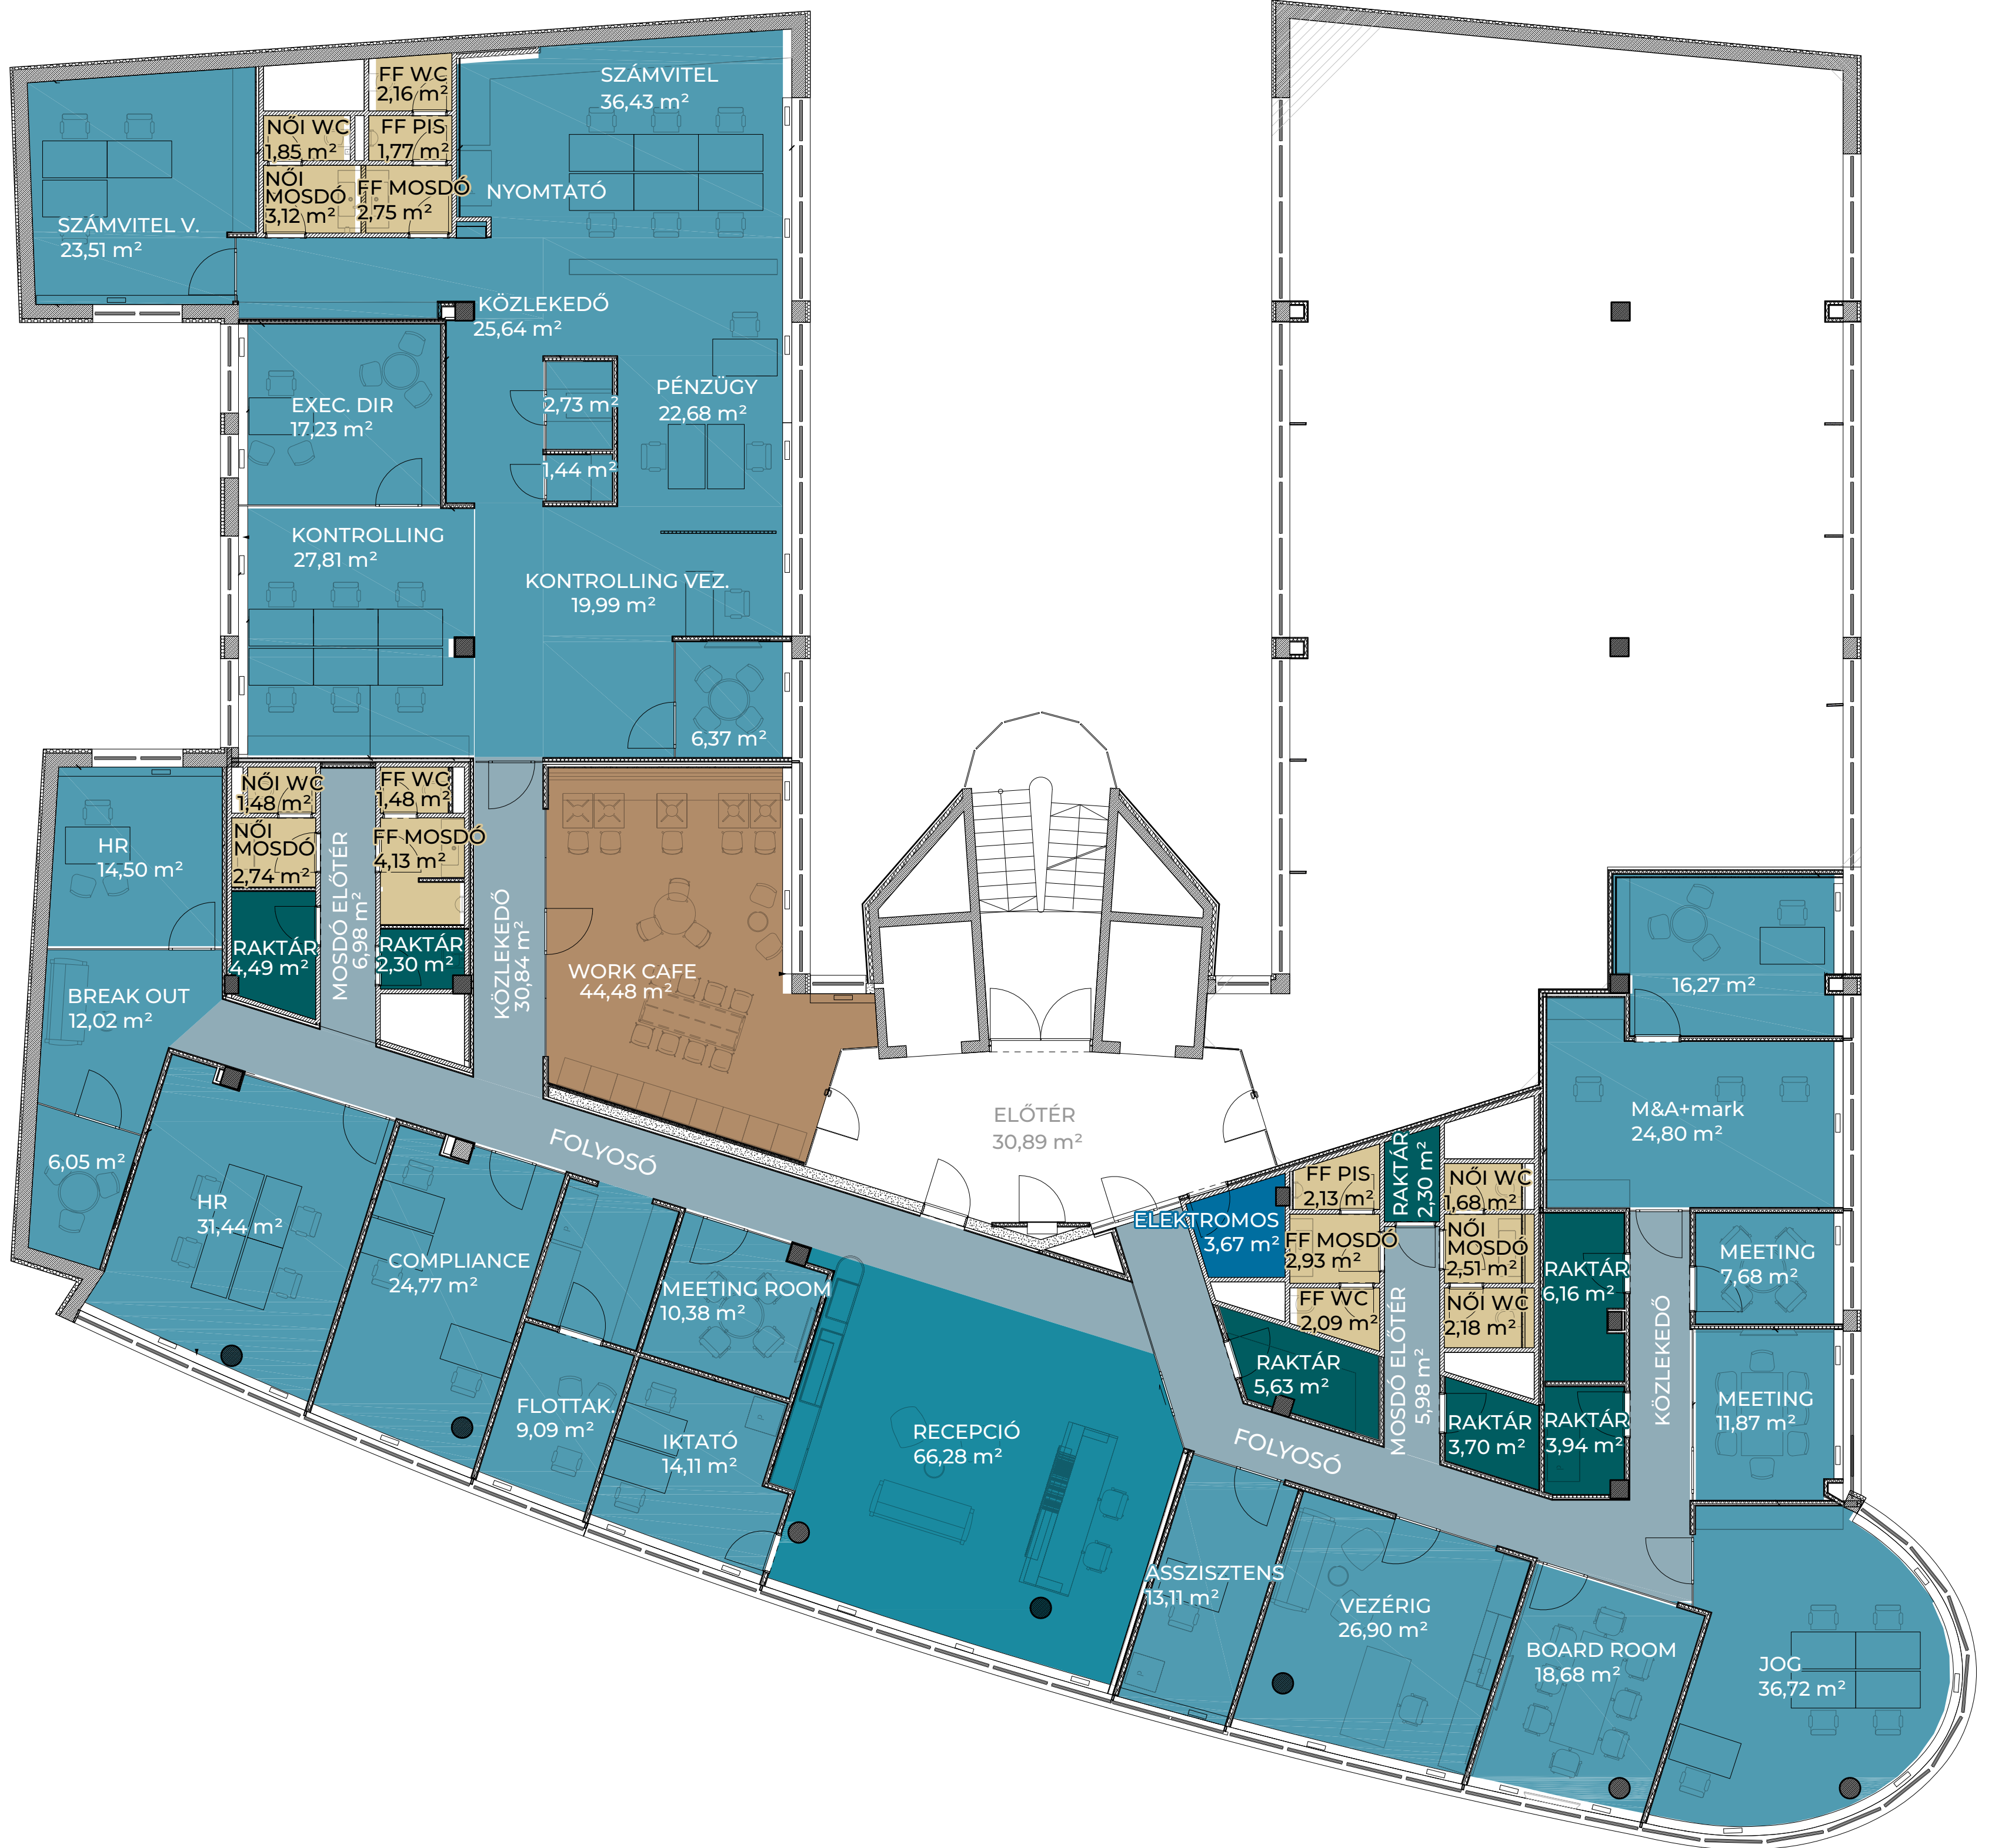 SZÁMVITEL
36,43 m²
FF WC
2,16 m²
NŐI WC
1,85 m²
FF PIS
1,77 m²
NŐI
MOSDÓ
3,12 m²
FF MOSDÓ
2,75 m²
NYOMTATÓ
SZÁMVITEL V.
23,51 m²
KÖZLEKEDŐ
25,64 m²
EXEC. DIR
17,23 m²
2,73 m²
PÉNZÜGY
22,68 m²
1,44 m²
KONTROLLING
27,81 m²
KONTROLLING VEZ.
19,99 m²
6,37 m²
NŐI WC
1,48 m²
FF WC
1,48 m²
NŐI
MOSDÓ
2,74 m²
FF MOSDÓ
4,13 m²
HR
14,50 m²
MOSDÓ ELŐTÉR
6,98 m²
RAKTÁR
4,49 m²
RAKTÁR
2,30 m²
KÖZLEKEDŐ
30,84 m²
WORK CAFE
44,48 m²
BREAK OUT
12,02 m²
16,27 m²
ELŐTÉR
30,89 m²
M&A+mark
24,80 m²
FOLYOSÓ
6,05 m²
HR
31,44 m²
COMPLIANCE
24,77 m²
MEETING ROOM
10,38 m²
ELEKTROMOS
3,67 m²
FF PIS
2,13 m²
RAKTÁR
2,30 m²
NŐI WC
1,68 m²
FF MOSDÓ
2,93 m²
NŐI
MOSDÓ
2,51 m²
FF WC
2,09 m²
NŐI WC
2,18 m²
RAKTÁR
6,16 m²
MEETING
7,68 m²
RAKTÁR
5,63 m²
MOSDÓ ELŐTÉR
5,98 m²
KÖZLEKEDŐ
FLOTTAK.
9,09 m²
IKTATÓ
14,11 m²
RECEPCIÓ
66,28 m²
FOLYOSÓ
RAKTÁR
3,70 m²
RAKTÁR
3,94 m²
MEETING
11,87 m²
ASSZISZTENS
13,11 m²
VEZÉRIG
26,90 m²
BOARD ROOM
18,68 m²
JOG
36,72 m²